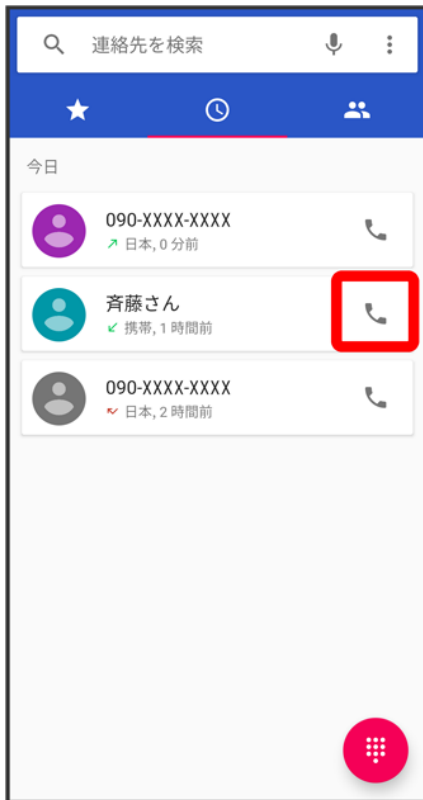 連絡先を検索
今日
090-XXXX-XXXX
日本, 0 分前
斉藤さん
携帯, 1 時間前
090-XXXX-XXXX
日本, 2 時間前